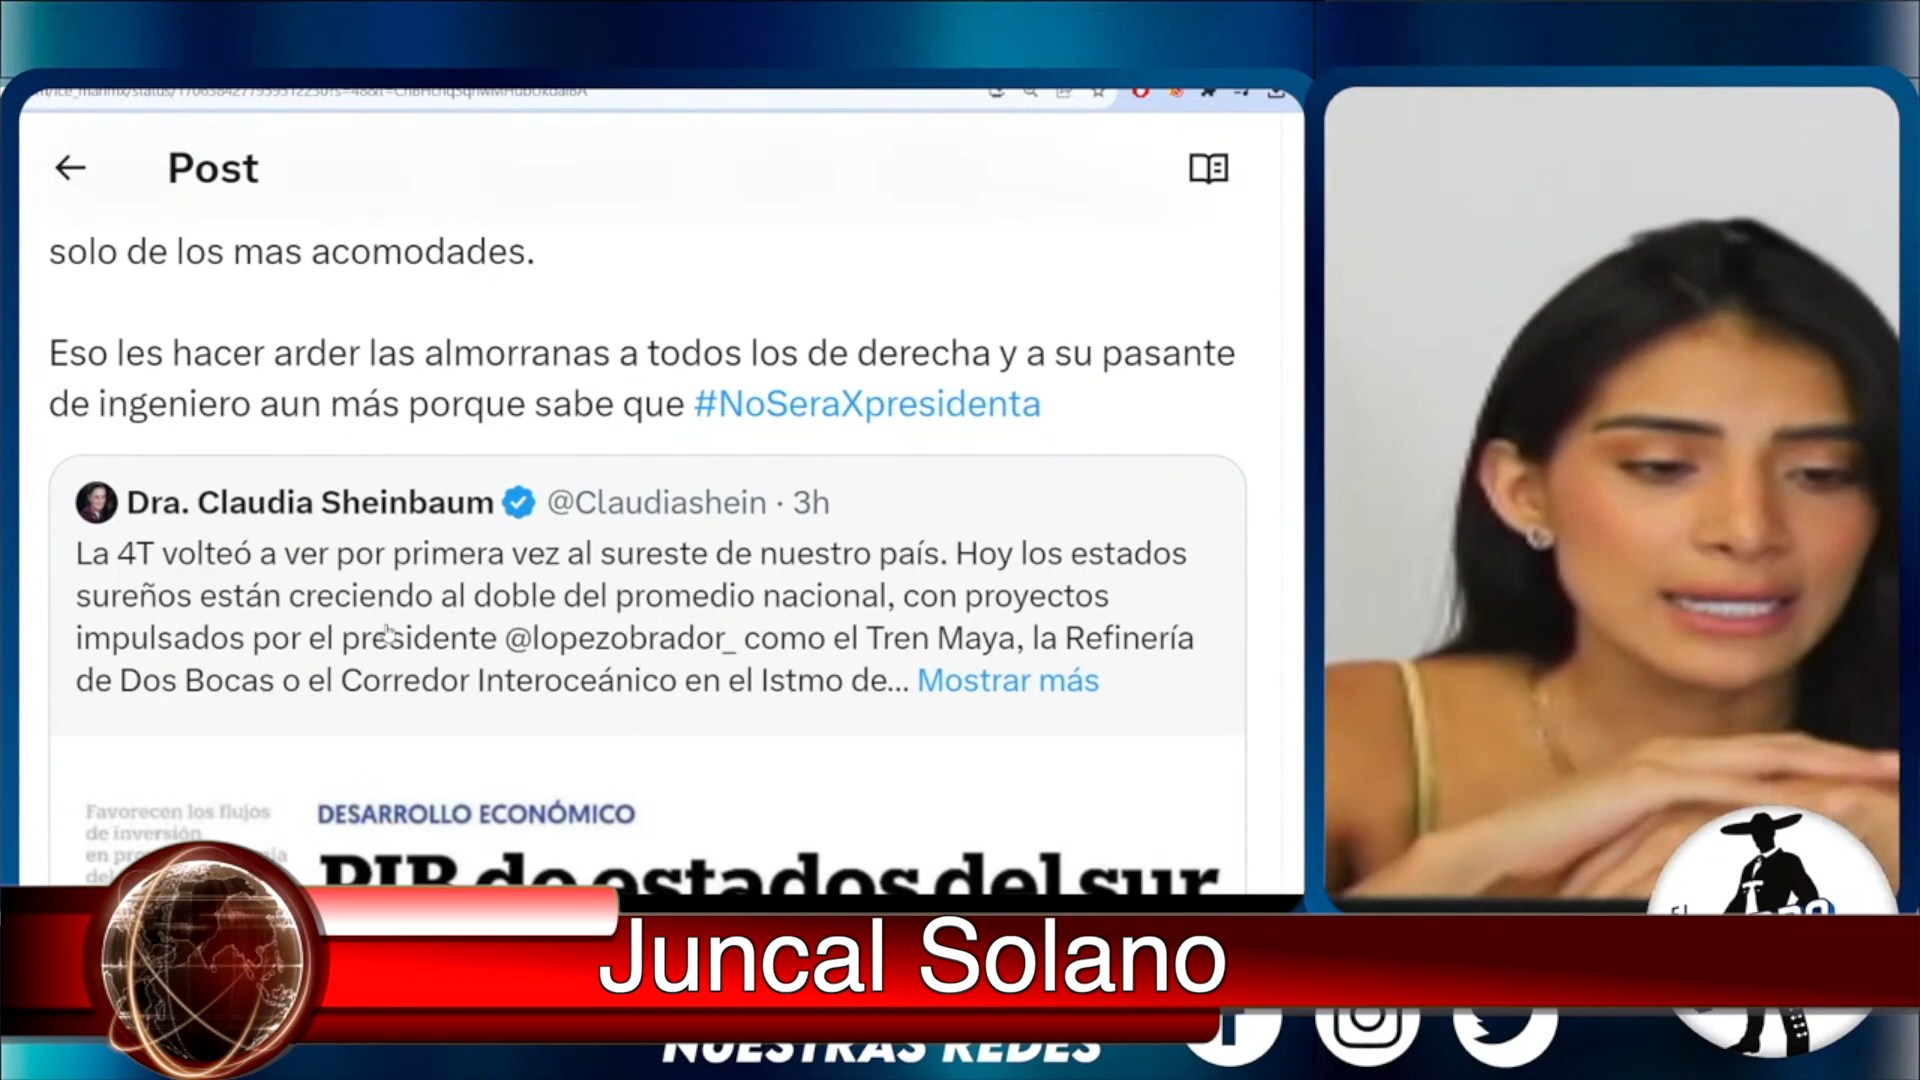 Post
solo de los mas acomodades.
Eso les hacer arder las almorranas a todos los de derecha y a su pasante
de ingeniero aun más porque sabe que #NoSeraXpresidenta
Dra. Claudia Sheinbaum @Claudiashein · 3h
La 4T volteó a ver por primera vez al sureste de nuestro país. Hoy los estados
sureños están creciendo al doble del promedio nacional, con proyectos
impulsados por el presidente @lopezobrador_ como el Tren Maya, la Refinería
de Dos Bocas o el Corredor Interoceánico en el Istmo de... Mostrar más
Favorecen los flujos
de inversión
en
del
DESARROLLO ECONÓMICO
PIB de estados del sur
Juncal Solano
NUESTRAS REDES